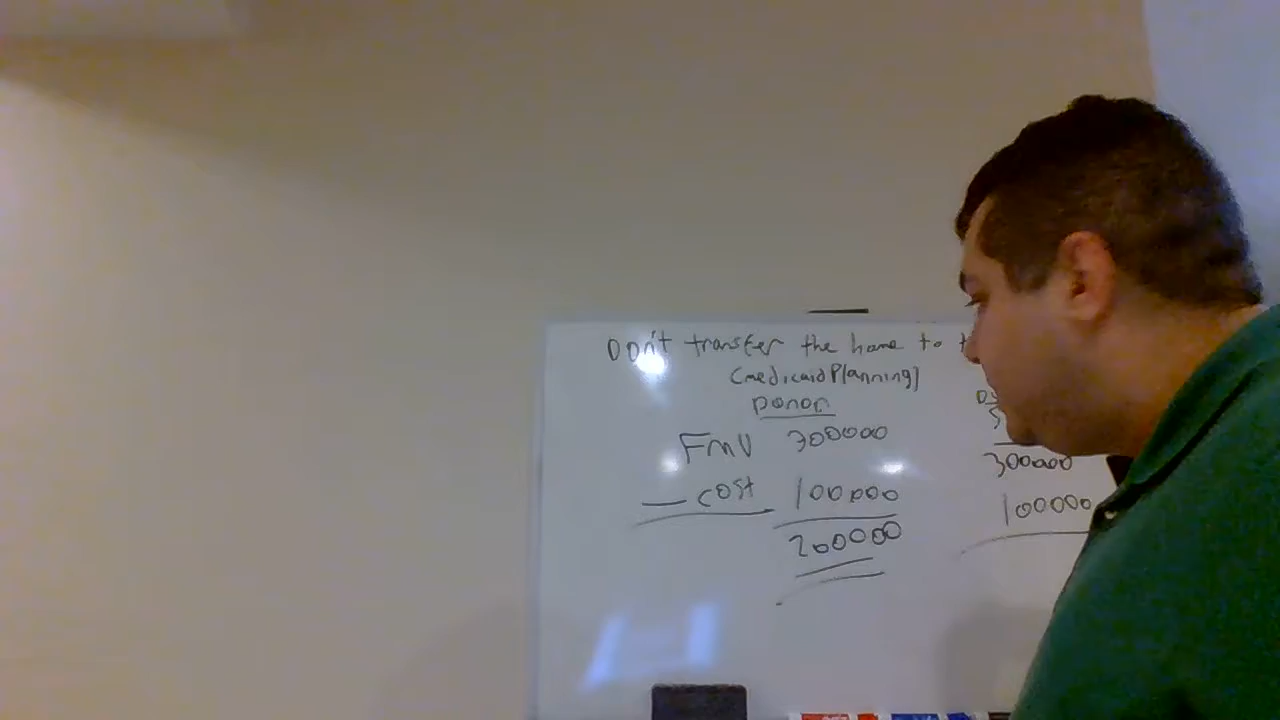 Don't transfer the home to
(medicaid Planning)
Donor
FMV 300000
300000
— cost 100000
100000
200000